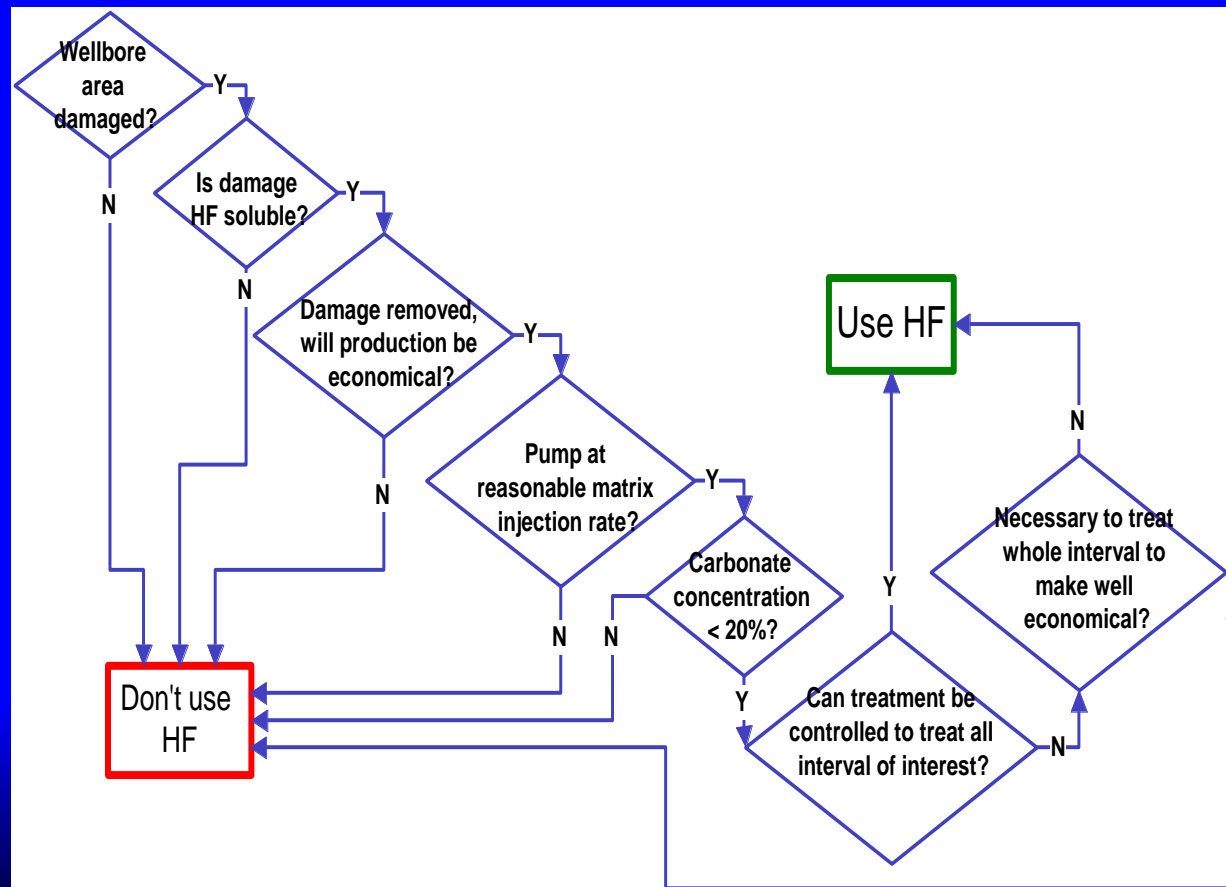 Wellbore
area
damaged?
Y
N
Is damage
HF soluble?
Y
N
Damage removed,
will production be
economical?
Y
N
Pump at
reasonable matrix
injection rate?
Y
N
Carbonate
concentration
< 20%?
N
Y
Can treatment be
controlled to treat all
interval of interest?
Y
N
Necessary to treat
whole interval to
make well
economical?
N
Use HF
Don't use
HF